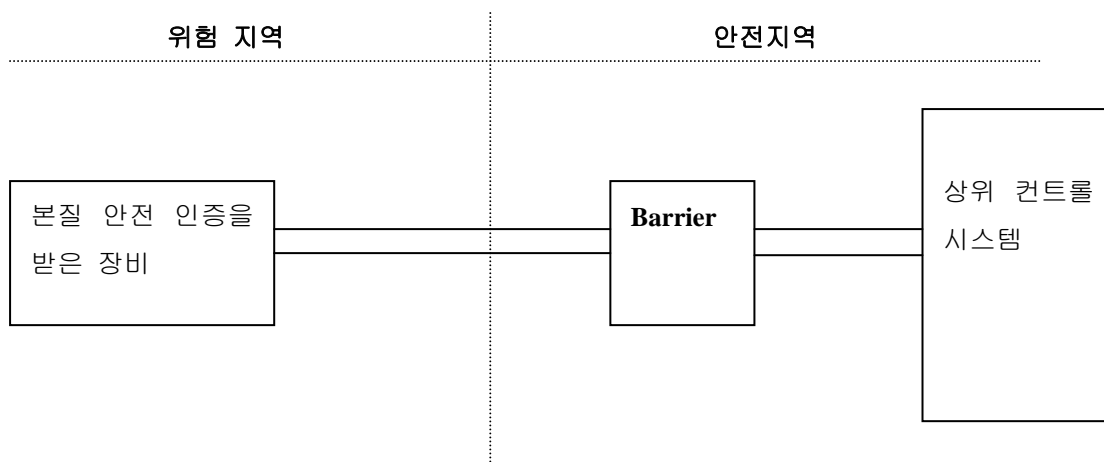 위험 지역
안전지역
본질 안전 인증을
받은 장비
Barrier
상위 컨트롤
시스템